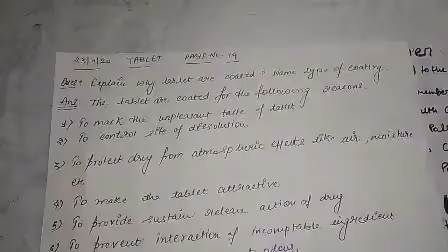 23/11/20 TABLET PAGE No 19
Ques:- Explain why tablet are coated? Name type of coating.
Ans The tablet are coated for the following reasons.
1) To mask the unpleasant taste of tablet
2) To control site of dissolution.
3) To protect drug from atmospheric effects like air, moisture
etc
4) To make the tablet attractive
5) To provide sustain release action of drug
6) To prevent interaction of incompatible ingredient
odour